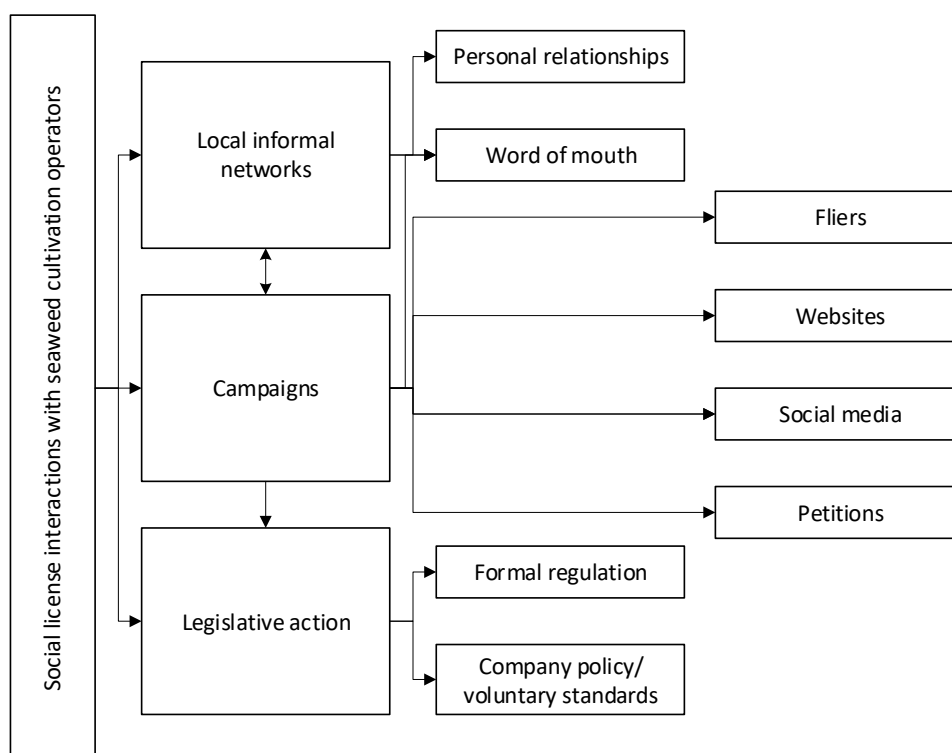 Social license interactions with seaweed cultivation operators
Local informal
networks
Personal relationships
Word of mouth
Fliers
Websites
Campaigns
Social media
Petitions
Legislative action
Formal regulation
Company policy/
voluntary standards